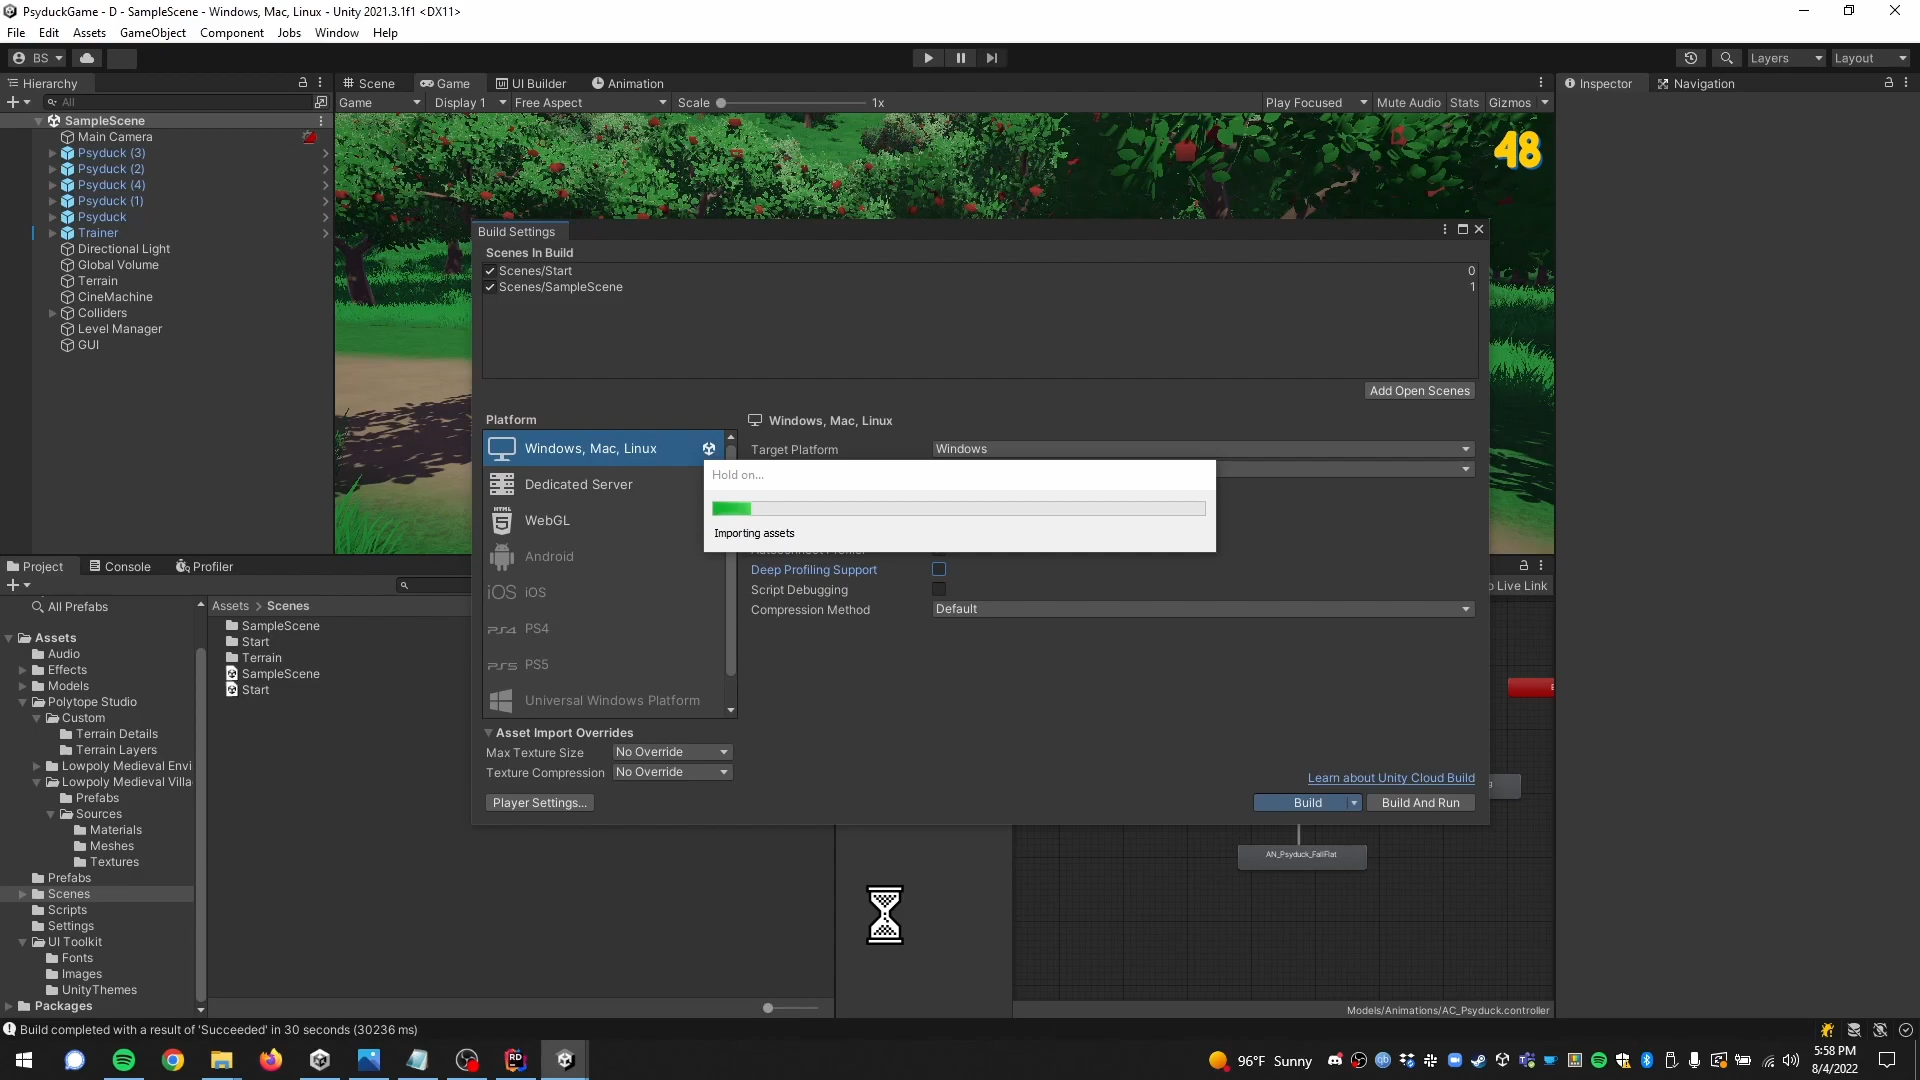 PsyduckGame - D - SampleScene - Windows, Mac, Linux - Unity 2021.3.1f1 <DX11>
File Edit Assets GameObject Component Jobs Window Help
BS
Layers Layout
Hierarchy
All
SampleScene
Main Camera
Psyduck (3)
Psyduck (2)
Psyduck (4)
Psyduck (1)
Psyduck
Trainer
Directional Light
Global Volume
Terrain
CineMachine
Colliders
Level Manager
GUI
Scene Game UI Builder Animation
Game Display 1 Free Aspect Scale 1x Play Focused Mute Audio Stats Gizmos
48
Inspector Navigation
Build Settings
Scenes In Build
Scenes/Start 0
Scenes/SampleScene 1
Add Open Scenes
Platform
Windows, Mac, Linux
Dedicated Server
HTML
WebGL
Android
iOS iOS
PS4 PS4
PS5 PS5
Universal Windows Platform
Windows, Mac, Linux
Target Platform Windows
Hold on...
Importing assets
Deep Profiling Support
Script Debugging
Compression Method Default
Asset Import Overrides
Max Texture Size No Override
Texture Compression No Override
Player Settings...
Learn about Unity Cloud Build
Build Build And Run
Project Console Profiler
All Prefabs
Assets
Audio
Effects
Models
Polytope Studio
Custom
Terrain Details
Terrain Layers
Lowpoly Medieval Envi
Lowpoly Medieval Villa
Prefabs
Sources
Materials
Meshes
Textures
Prefabs
Scenes
Scripts
Settings
UI Toolkit
Fonts
Images
UnityThemes
Packages
Assets > Scenes
SampleScene
Start
Terrain
SampleScene
Start
o Live Link
AN_Psyduck_FallFlat
Models/Animations/AC_Psyduck.controller
Build completed with a result of 'Succeeded' in 30 seconds (30236 ms)
RD
96°F Sunny
5:58 PM
8/4/2022